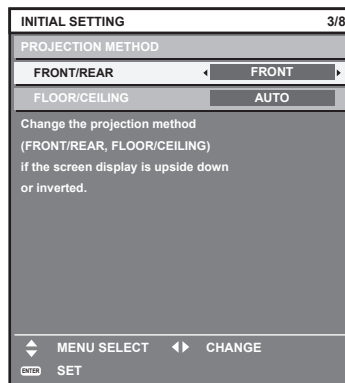 INITIAL SETTING 3/8
PROJECTION METHOD
FRONT/REAR FRONT
FLOOR/CEILING AUTO
Change the projection method
(FRONT/REAR, FLOOR/CEILING)
if the screen display is upside down
or inverted.
MENU SELECT CHANGE
ENTER SET